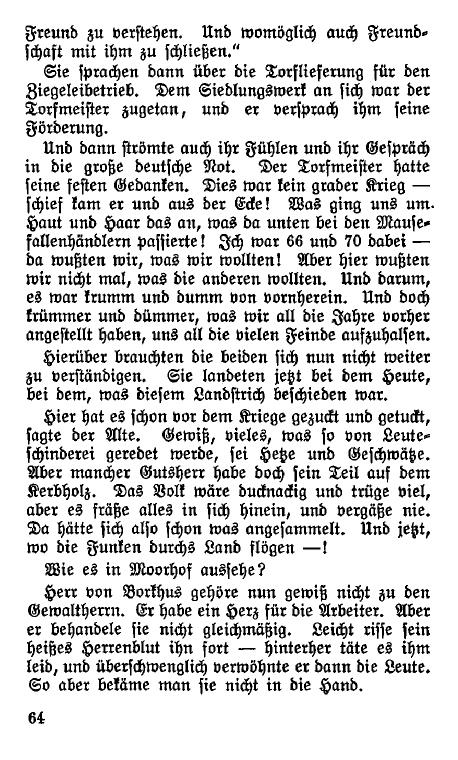 Freund zu verstehen. Und womöglich auch Freund-
schaft mit ihm zu schließen.“
Sie sprachen dann über die Torflieferung für den
Ziegeleibetrieb. Dem Siedlungswerk an sich war der
Torfmeister zugetan, und er versprach ihm seine
Förderung.
Und dann strömte auch ihr Fühlen und ihr Gespräch
in die große deutsche Not. Der Torfmeister hatte
seine festen Gedanken. Dies war kein grader Krieg —
schief kam er und aus der Ecke! Was ging uns um
Haut und Haar das an, was da unten bei den Mause-
fallenhändlern passierte! Ich war 66 und 70 dabei —
da wußten wir, was wir wollten! Aber hier wußten
wir nicht mal, was die anderen wollten. Und darum,
es war krumm und dumm von vornherein. Und doch
krümmer und dümmer, was wir all die Jahre vorher
angestellt haben, uns all die vielen Feinde aufzuhalsen.
Hierüber brauchten die beiden sich nun nicht weiter
zu verständigen. Sie landeten jetzt bei dem Heute,
bei dem, was diesem Landstrich beschieden war.
Hier hat es schon vor dem Kriege gezuckt und getuckt,
sagte der Alte. Gewiß, vieles, was so von Leute-
schinderei geredet werde, sei Hetze und Geschwätze.
Aber mancher Gutsherr habe doch sein Teil auf dem
Kerbholz. Das Volk wäre ducknackig und trüge viel,
aber es fräße alles in sich hinein, und vergäße nie.
Da hätte sich also schon was angesammelt. Und jetzt,
wo die Funken durchs Land flögen —!
Wie es in Moorhof aussehe?
Herr von Borkhus gehöre nun gewiß nicht zu den
Gewaltherrn. Er habe ein Herz für die Arbeiter. Aber
er behandele sie nicht gleichmäßig. Leicht risse sein
heißes Herrenblut ihn fort — hinterher täte es ihm
leid, und überschwenglich verwöhnte er dann die Leute.
So aber bekäme man sie nicht in die Hand.
64